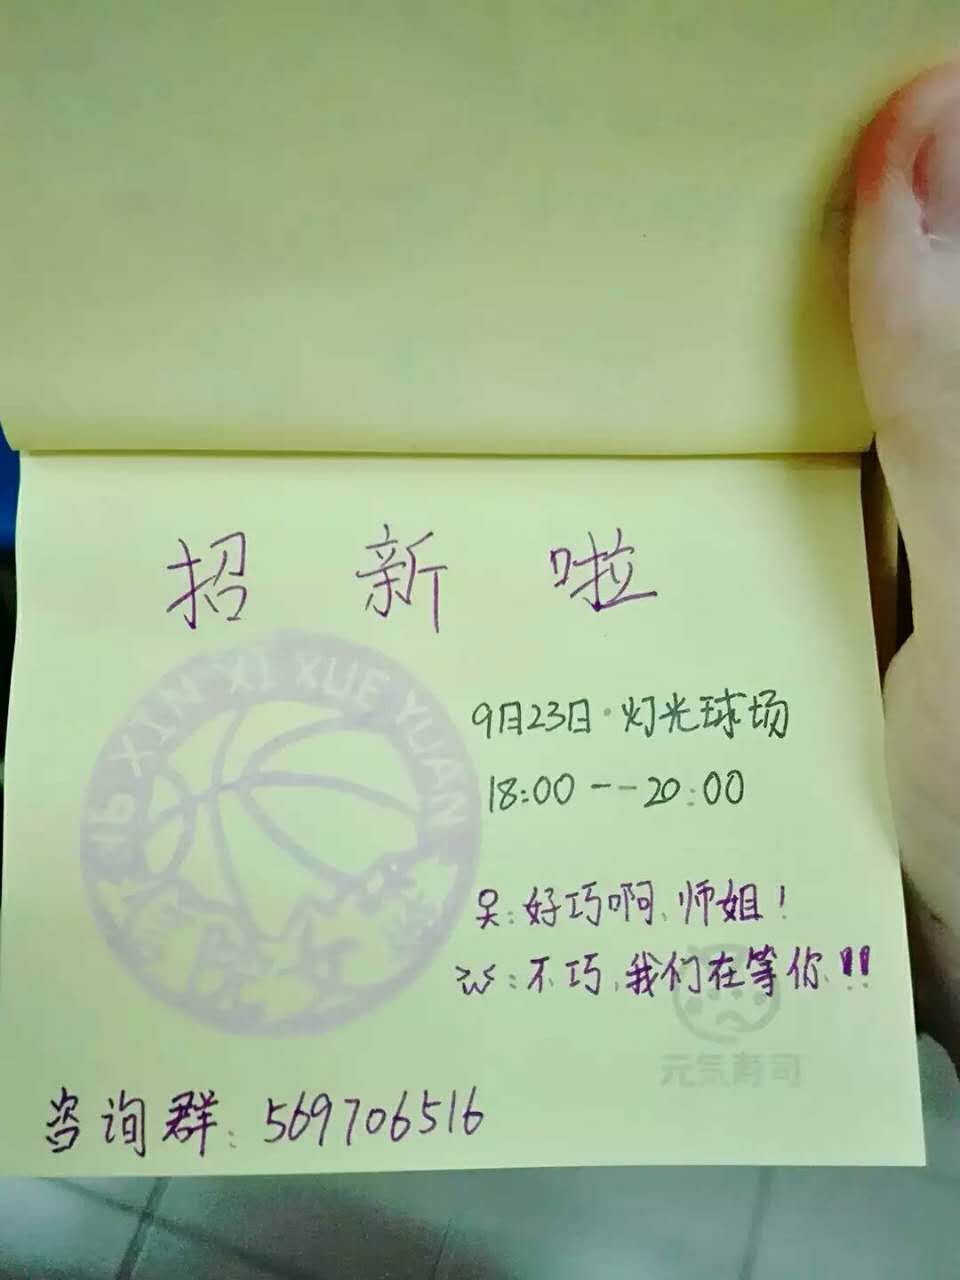 招 新 啦
XIN XI XUE YUAN
9月23日·灯光球场
18:00--20:00
好巧啊、师姐!
不巧,我们在等你、!!
元気寿司
咨询群:569706516